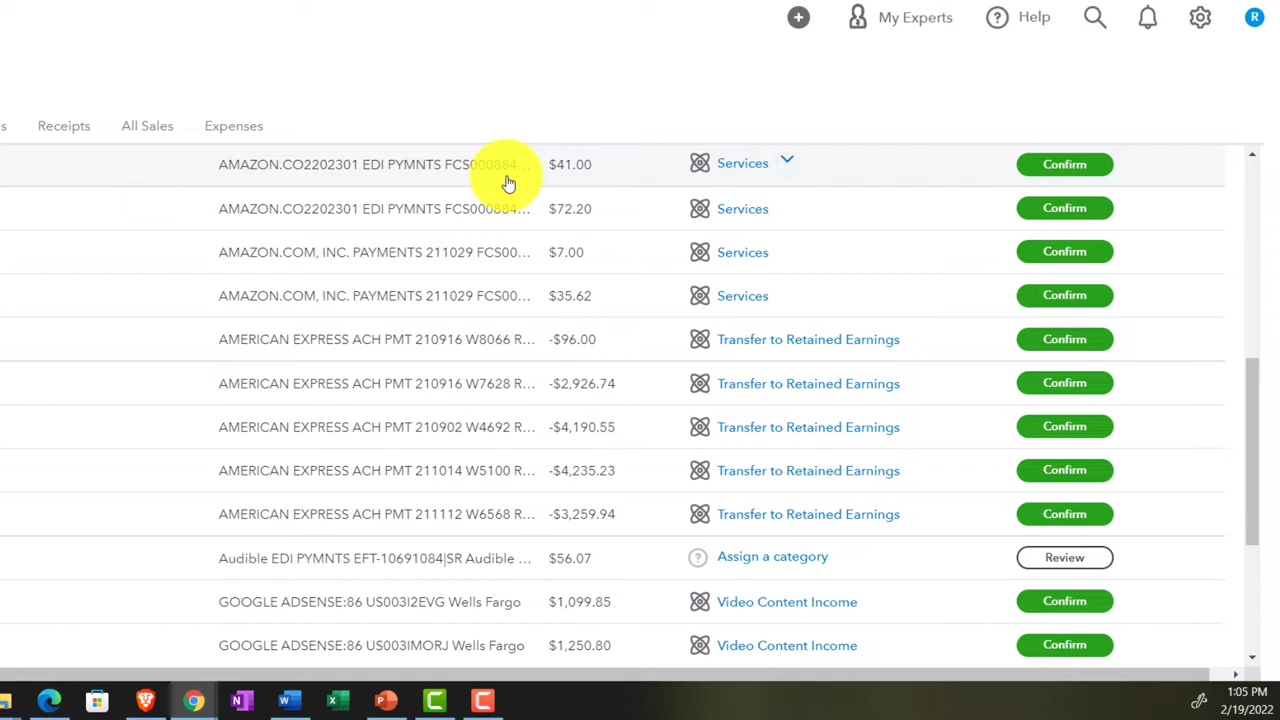 My Experts Help R
s Receipts All Sales Expenses
AMAZON.CO2202301 EDI PYMNTS FCS000884... $41.00 Services Confirm
AMAZON.CO2202301 EDI PYMNTS FCS000884... $72.20 Services Confirm
AMAZON.COM, INC. PAYMENTS 211029 FCS00... $7.00 Services Confirm
AMAZON.COM, INC. PAYMENTS 211029 FCS00... $35.62 Services Confirm
AMERICAN EXPRESS ACH PMT 210916 W8066 R... -$96.00 Transfer to Retained Earnings Confirm
AMERICAN EXPRESS ACH PMT 210916 W7628 R... -$2,926.74 Transfer to Retained Earnings Confirm
AMERICAN EXPRESS ACH PMT 210902 W4692 R... -$4,190.55 Transfer to Retained Earnings Confirm
AMERICAN EXPRESS ACH PMT 211014 W5100 R... -$4,235.23 Transfer to Retained Earnings Confirm
AMERICAN EXPRESS ACH PMT 211112 W6568 R... -$3,259.94 Transfer to Retained Earnings Confirm
Audible EDI PYMNTS EFT-10691084|SR Audible ... $56.07 Assign a category Review
GOOGLE ADSENSE:86 US003I2EVG Wells Fargo $1,099.85 Video Content Income Confirm
GOOGLE ADSENSE:86 US003IMORJ Wells Fargo $1,250.80 Video Content Income Confirm
1:05 PM
2/19/2022